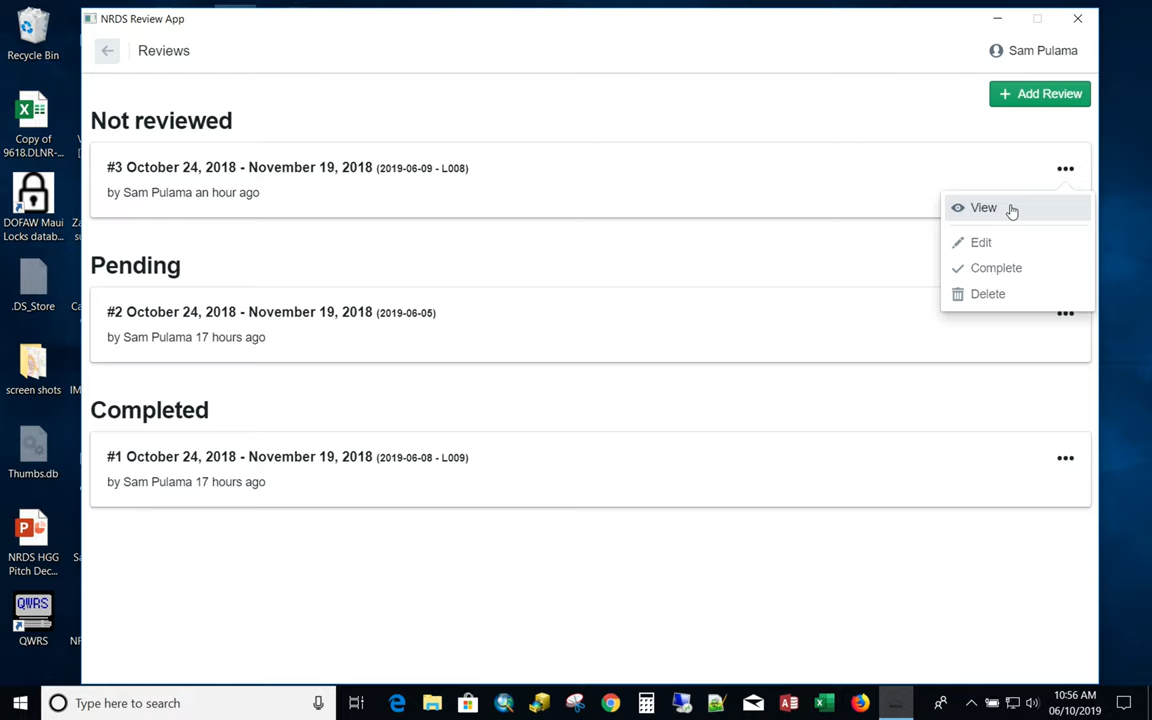 NRDS Review App
Reviews
Sam Pulama
+ Add Review
Not reviewed
#3 October 24, 2018 - November 19, 2018 (2019-06-09 - L008)
by Sam Pulama an hour ago
View
Edit
Complete
Delete
Pending
#2 October 24, 2018 - November 19, 2018 (2019-06-05)
by Sam Pulama 17 hours ago
Completed
#1 October 24, 2018 - November 19, 2018 (2019-06-08 - L009)
by Sam Pulama 17 hours ago
Recycle Bin
Copy of
9618.DLNR-...
DOFAW Maui
Locks datab...
.DS_Store
screen shots
Thumbs.db
NRDS HGG
Pitch Dec...
QWRS
QWRS
Type here to search
10:56 AM
06/10/2019